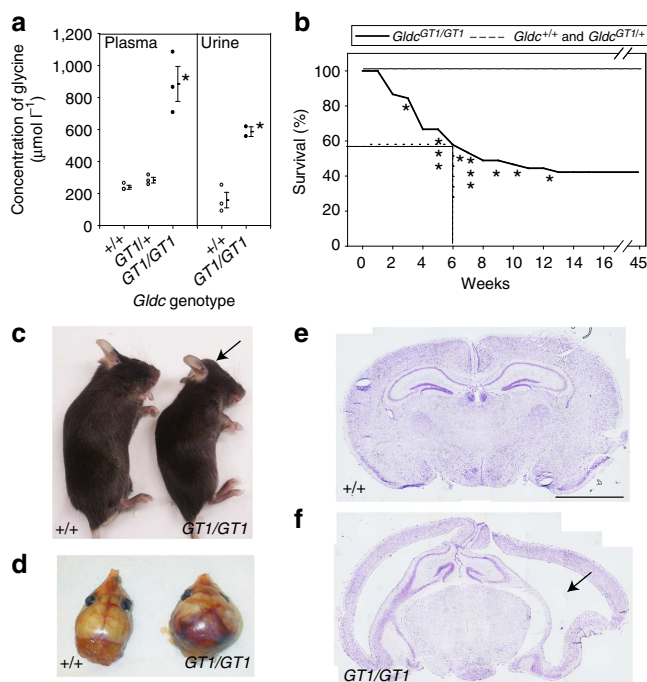 a
Plasma
Urine
Concentration of glycine
(μmol l⁻¹)
1,200
1,000
800
600
400
200
0
*
*
+/+
GT1/+
GT1/GT1
+/+
GT1/GT1
Gldc genotype
b
Gldc^GT1/GT1
Gldc^+/+ and Gldc^GT1/+
Survival (%)
100
80
60
40
20
0
*
*
*
*
*
*
*
*
*
*
*
0 2 4 6 8 10 12 14 16 45
Weeks
c
+/+
GT1/GT1
d
+/+
GT1/GT1
e
+/+
f
GT1/GT1